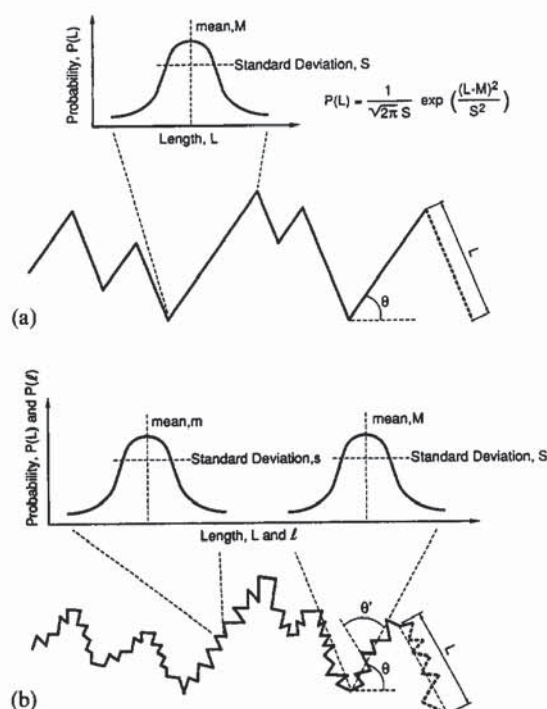 mean,M
Standard Deviation, S
Probability, P(L)
Length, L
P(L) = 1/√2π S exp ((L-M)²/S²)
θ
L
(a)
mean,m
mean,M
Standard Deviation,s
Standard Deviation, S
Probability, P(L) and P(ℓ)
Length, L and ℓ
θ'
θ
L
(b)